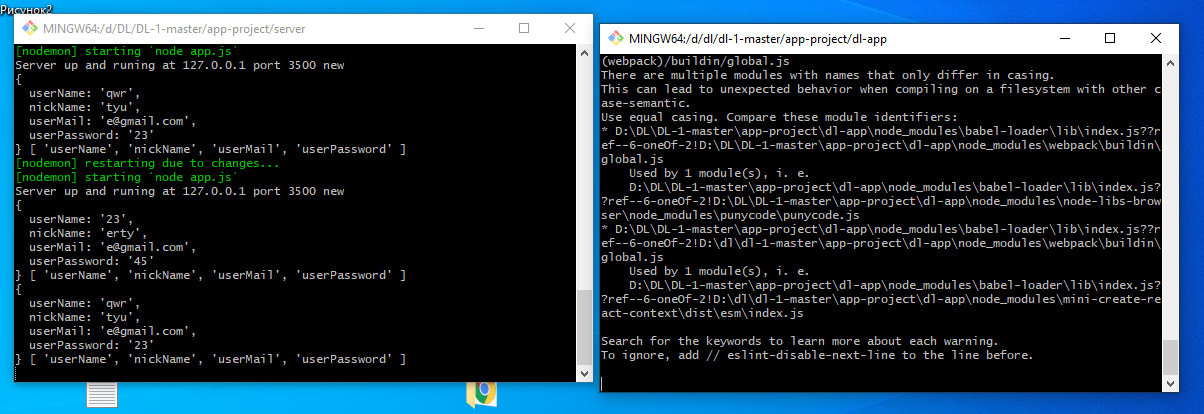 Рисунок2
MINGW64:/d/DL/DL-1-master/app-project/server
[nodemon] starting `node app.js`
Server up and runing at 127.0.0.1 port 3500 new
{
  userName: 'qwr',
  nickName: 'tyu',
  userMail: 'e@gmail.com',
  userPassword: '23'
} [ 'userName', 'nickName', 'userMail', 'userPassword' ]
[nodemon] restarting due to changes...
[nodemon] starting `node app.js`
Server up and runing at 127.0.0.1 port 3500 new
{
  userName: '23',
  nickName: 'erty',
  userMail: 'e@gmail.com',
  userPassword: '45'
} [ 'userName', 'nickName', 'userMail', 'userPassword' ]
{
  userName: 'qwr',
  nickName: 'tyu',
  userMail: 'e@gmail.com',
  userPassword: '23'
} [ 'userName', 'nickName', 'userMail', 'userPassword' ]
MINGW64:/d/dl/dl-1-master/app-project/dl-app
(webpack)/buildin/global.js
There are multiple modules with names that only differ in casing.
This can lead to unexpected behavior when compiling on a filesystem with other c
ase-semantic.
Use equal casing. Compare these module identifiers:
* D:\DL\DL-1-master\app-project\dl-app\node_modules\babel-loader\lib\index.js??r
ef--6-oneOf-2!D:\DL\DL-1-master\app-project\dl-app\node_modules\webpack\buildin\
global.js
    Used by 1 module(s), i. e.
    D:\DL\DL-1-master\app-project\dl-app\node_modules\babel-loader\lib\index.js?
?ref--6-oneOf-2!D:\DL\DL-1-master\app-project\dl-app\node_modules\node-libs-brow
ser\node_modules\punycode\punycode.js
* D:\DL\DL-1-master\app-project\dl-app\node_modules\babel-loader\lib\index.js??r
ef--6-oneOf-2!D:\dl\dl-1-master\app-project\dl-app\node_modules\webpack\buildin\
global.js
    Used by 1 module(s), i. e.
    D:\DL\DL-1-master\app-project\dl-app\node_modules\babel-loader\lib\index.js?
?ref--6-oneOf-2!D:\dl\dl-1-master\app-project\dl-app\node_modules\mini-create-re
act-context\dist\esm\index.js
Search for the keywords to learn more about each warning.
To ignore, add // eslint-disable-next-line to the line before.